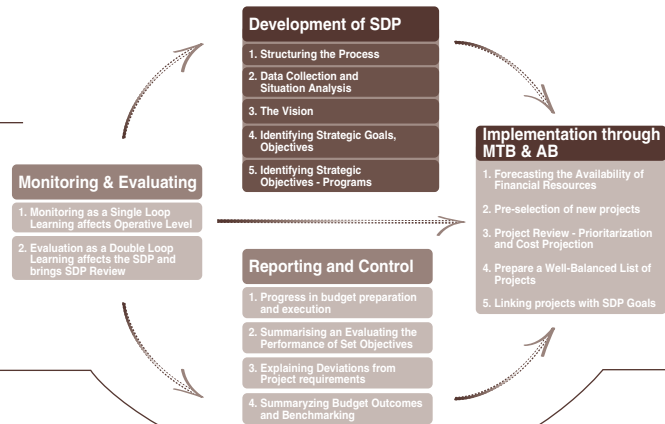 Development of SDP
1. Structuring the Process
2. Data Collection and
Situation Analysis
3. The Vision
4. Identifying Strategic Goals,
Objectives
5. Identifying Strategic
Objectives - Programs
Monitoring & Evaluating
1. Monitoring as a Single Loop
Learning affects Operative Level
2. Evaluation as a Double Loop
Learning affects the SDP and
brings SDP Review
Reporting and Control
1. Progress in budget preparation
and execution
2. Summarising an Evaluating the
Performance of Set Objectives
3. Explaining Deviations from
Project requirements
4. Summaryzing Budget Outcomes
and Benchmarking
Implementation through
MTB & AB
1. Forecasting the Availability of
Financial Resources
2. Pre-selection of new projects
3. Project Review - Prioritarization
and Cost Projection
4. Prepare a Well-Balanced List of
Projects
5. Linking projects with SDP Goals